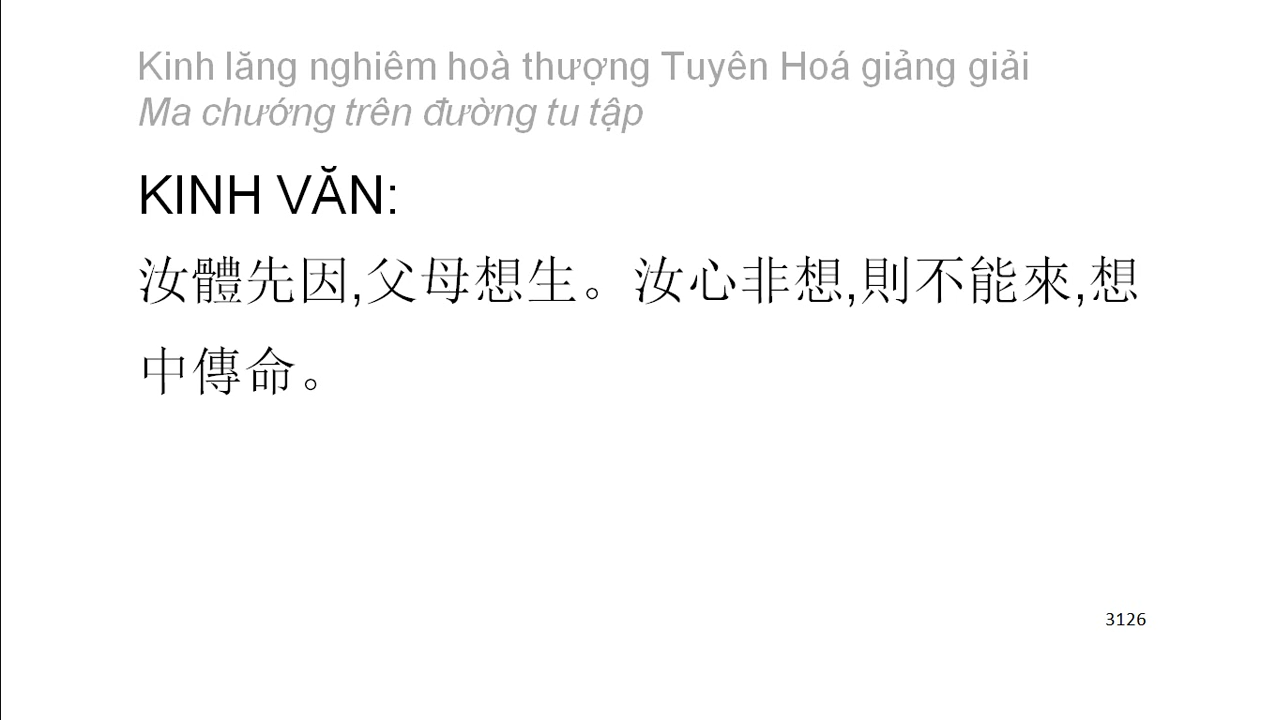 Kinh lăng nghiêm hoà thượng Tuyên Hoá giảng giải
Ma chướng trên đường tu tập
KINH VĂN:
汝體先因,父母想生。汝心非想,則不能來,想
中傳命。
3126